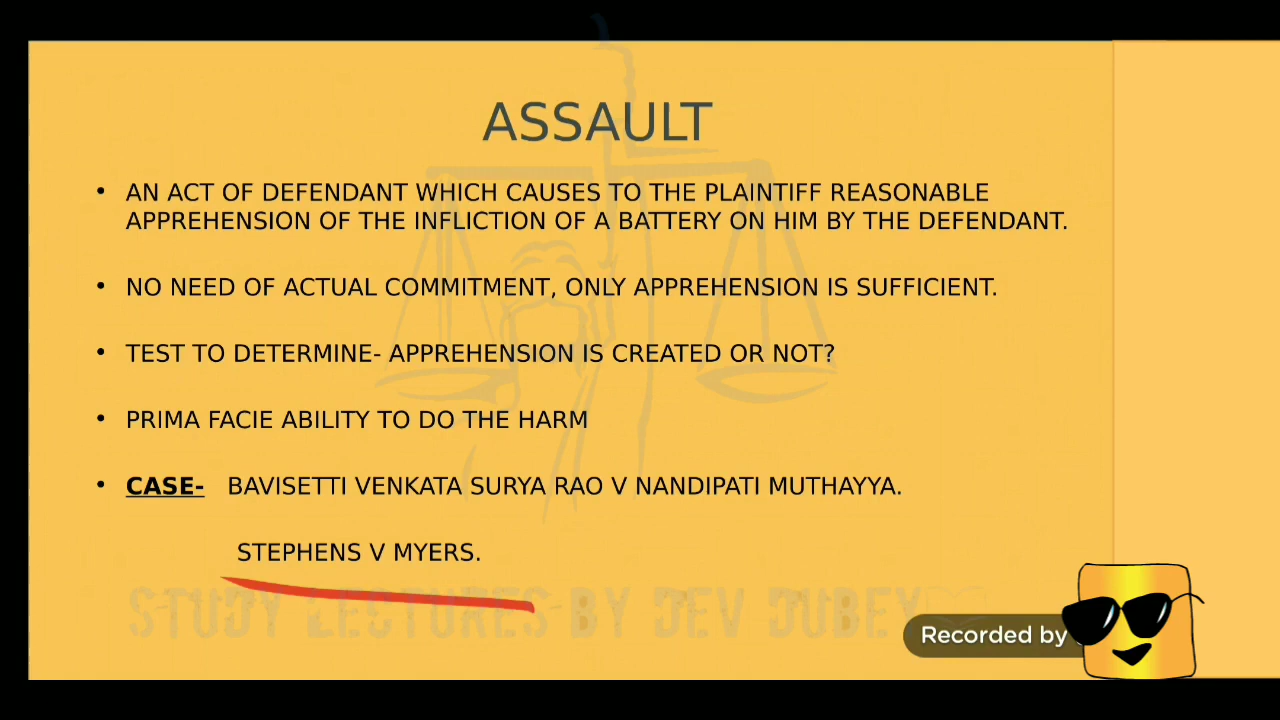 ASSAULT
• AN ACT OF DEFENDANT WHICH CAUSES TO THE PLAINTIFF REASONABLE
APPREHENSION OF THE INFLICTION OF A BATTERY ON HIM BY THE DEFENDANT.
• NO NEED OF ACTUAL COMMITMENT, ONLY APPREHENSION IS SUFFICIENT.
• TEST TO DETERMINE- APPREHENSION IS CREATED OR NOT?
• PRIMA FACIE ABILITY TO DO THE HARM
• CASE- BAVISETTI VENKATA SURYA RAO V NANDIPATI MUTHAYYA.
STEPHENS V MYERS.
STUDY LECTURES BY DEV DUBEY
Recorded by